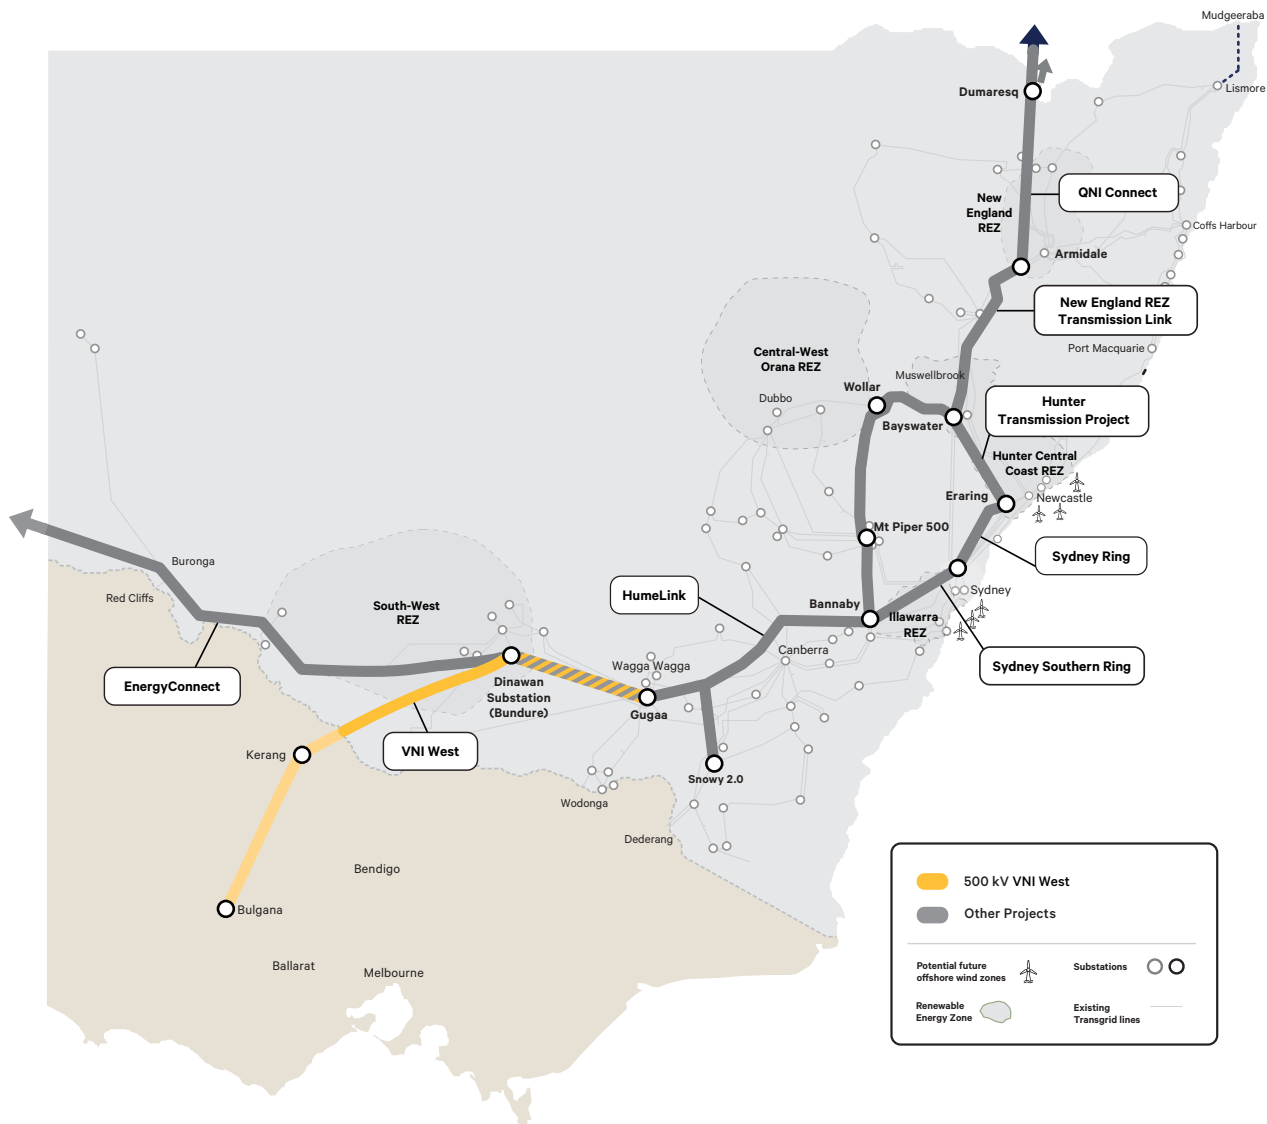 Mudgeeraba
Dumaresq
Lismore
QNI Connect
New
England
REZ
Coffs Harbour
Armidale
New England REZ
Transmission Link
Port Macquarie
Central-West
Orana REZ
Muswellbrook
Wollar
Dubbo
Hunter
Transmission Project
Bayswater
Hunter Central
Coast REZ
Eraring
Newcastle
Mt Piper 500
Sydney Ring
Buronga
Red Cliffs
South-West
REZ
HumeLink
Bannaby
Sydney
Illawarra
REZ
Canberra
Sydney Southern Ring
Wagga Wagga
EnergyConnect
Dinawan
Substation
(Bundure)
Gugaa
VNI West
Kerang
Snowy 2.0
Wodonga
Dederang
Bendigo
Bulgana
Ballarat
Melbourne
500 kV VNI West
Other Projects
Potential future
offshore wind zones
Substations
Renewable
Energy Zone
Existing
Transgrid lines